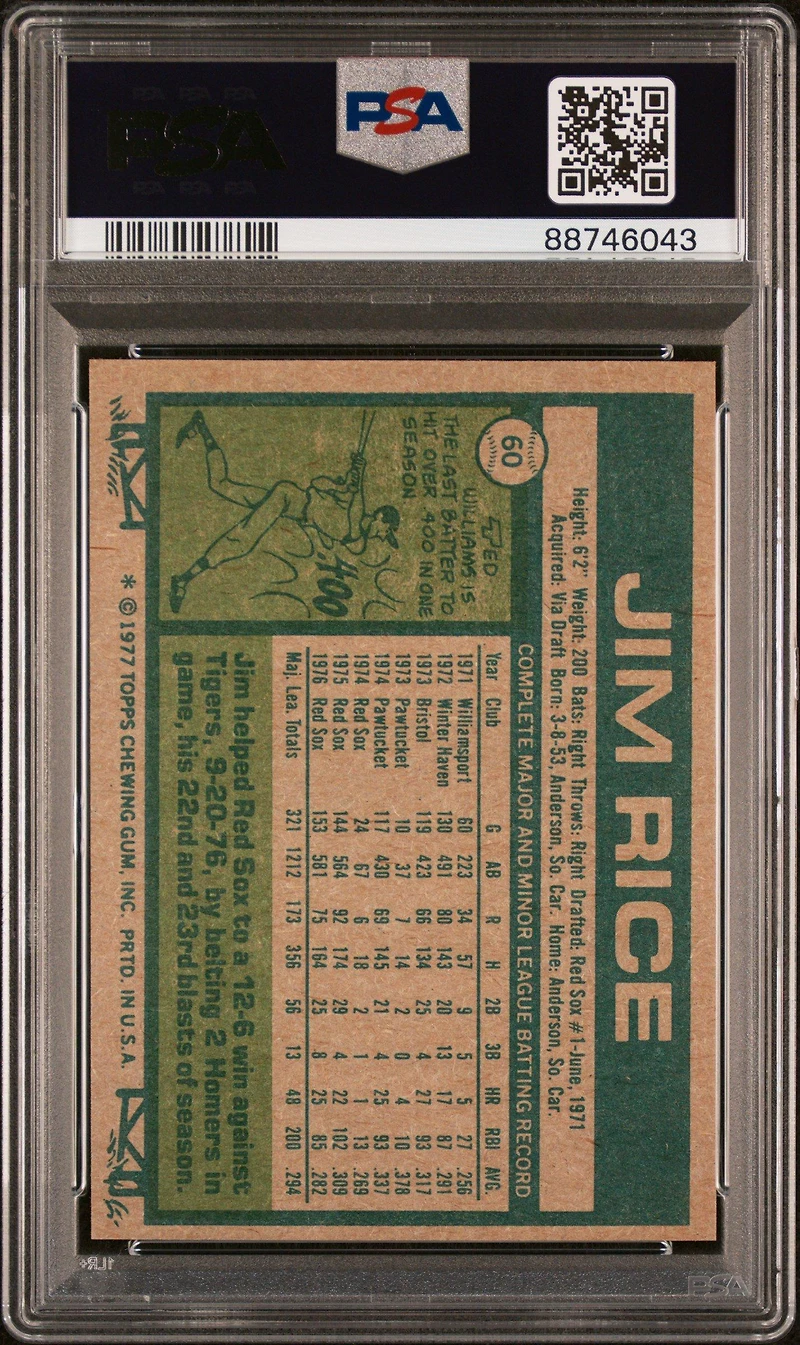 PSA
PSA
88746043
JIM RICE
Height: 6'2" Weight: 200 Bats: Right Throws: Right Drafted: Red Sox #1-June, 1971
Acquired: Via Draft Born: 3-8-53, Anderson, So. Car. Home: Anderson, So. Car.
60
COMPLETE MAJOR AND MINOR LEAGUE BATTING RECORD
Year Club G AB R H 2B 3B HR RBI AVG.
1971 Williamsport 60 223 34 57 9 5 5 27 .256
1972 Winter Haven 130 491 80 143 20 13 17 87 .291
1973 Bristol 119 423 66 134 25 4 27 93 .317
1973 Pawtucket 10 37 7 14 2 0 4 10 .378
1974 Pawtucket 117 430 69 145 21 4 25 93 .337
1974 Red Sox 24 67 6 18 2 1 1 13 .269
1975 Red Sox 144 564 92 174 29 4 22 102 .309
1976 Red Sox 153 581 75 164 25 8 25 85 .282
Maj. Lea. Totals 321 1212 173 356 56 13 48 200 .294
TED
WILLIAMS IS
THE LAST BATTER TO
HIT OVER .400 IN ONE
SEASON
.400
Jim helped Red Sox to a 12-6 win against
Tigers, 9-20-76, by belting 2 Homers in
game, his 22nd and 23rd blasts of season.
* ©1977 TOPPS CHEWING GUM, INC. PRTD. IN U.S.A.
PSA